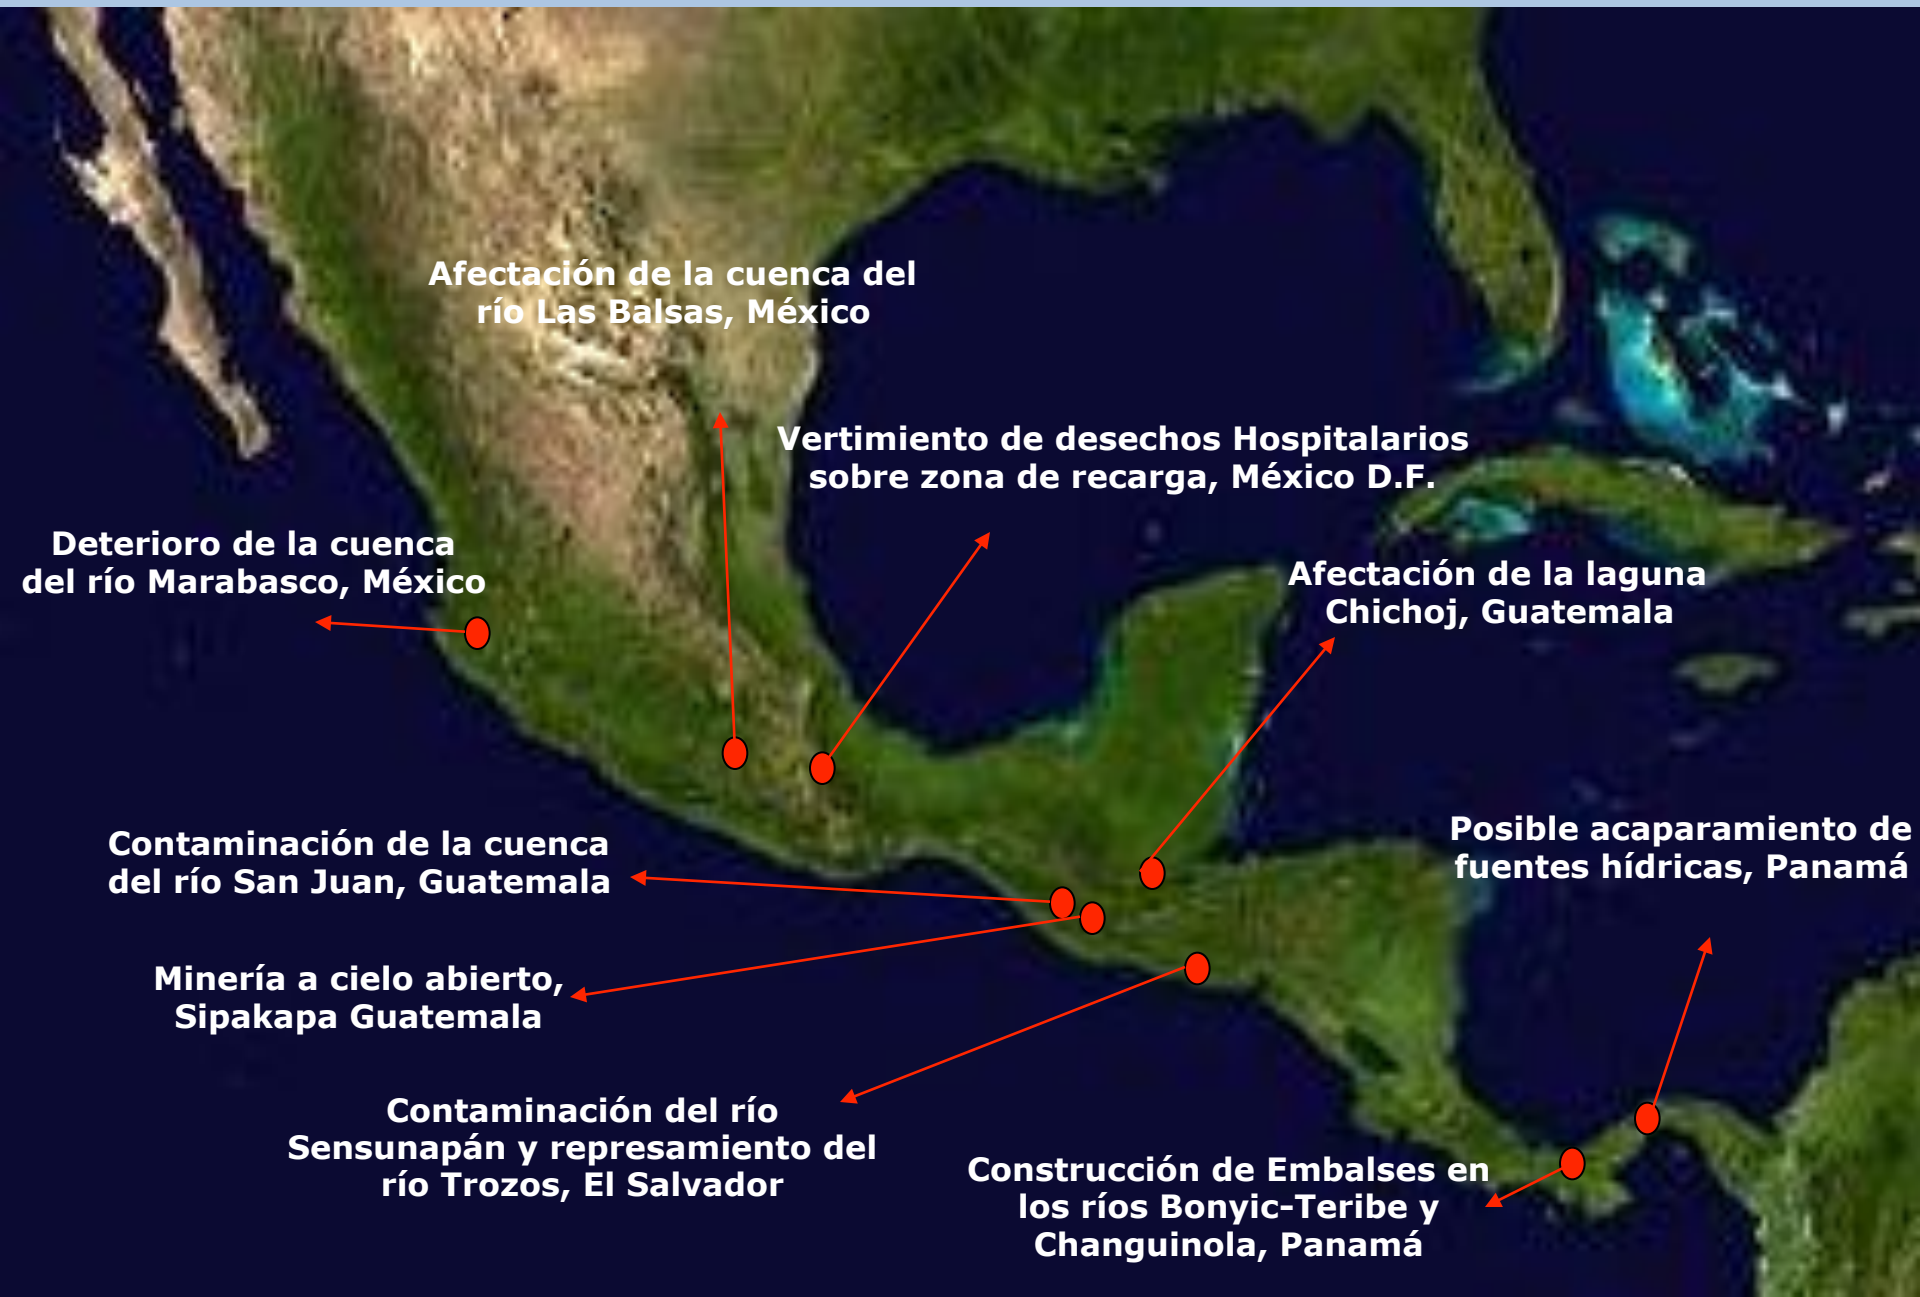 Afectación de la cuenca del
río Las Balsas, México
Vertimiento de desechos Hospitalarios
sobre zona de recarga, México D.F.
Deterioro de la cuenca
del río Marabasco, México
Afectación de la laguna
Chichoj, Guatemala
Contaminación de la cuenca
del río San Juan, Guatemala
Posible acaparamiento de
fuentes hídricas, Panamá
Minería a cielo abierto,
Sipakapa Guatemala
Contaminación del río
Sensunapán y represamiento del
río Trozos, El Salvador
Construcción de Embalses en
los ríos Bonyic-Teribe y
Changuinola, Panamá